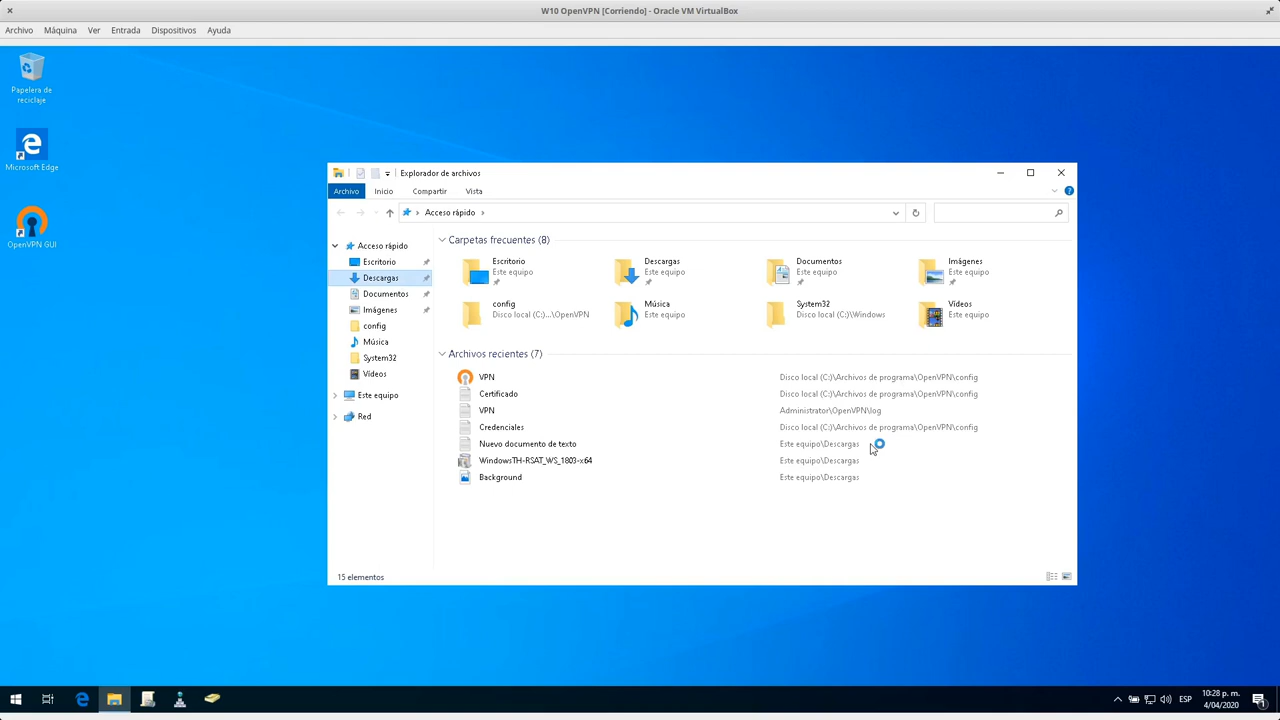 W10 OpenVPN [Corriendo] - Oracle VM VirtualBox
Archivo Máquina Ver Entrada Dispositivos Ayuda
Papelera de
reciclaje
Microsoft Edge
OpenVPN GUI
Explorador de archivos
Archivo Inicio Compartir Vista
Acceso rápido
Acceso rápido
Escritorio
Descargas
Documentos
Imágenes
config
Música
System32
Vídeos
Este equipo
Red
Carpetas frecuentes (8)
Escritorio
Este equipo
Descargas
Este equipo
Documentos
Este equipo
Imágenes
Este equipo
config
Disco local (C:)...\OpenVPN
Música
Este equipo
System32
Disco local (C:)\Windows
Vídeos
Este equipo
Archivos recientes (7)
VPN Disco local (C:)\Archivos de programa\OpenVPN\config
Certificado Disco local (C:)\Archivos de programa\OpenVPN\config
VPN Administrator\OpenVPN\log
Credenciales Disco local (C:)\Archivos de programa\OpenVPN\config
Nuevo documento de texto Este equipo\Descargas
WindowsTH-RSAT_WS_1803-x64 Este equipo\Descargas
Background Este equipo\Descargas
15 elementos
ESP
10:28 p. m.
4/04/2020
1